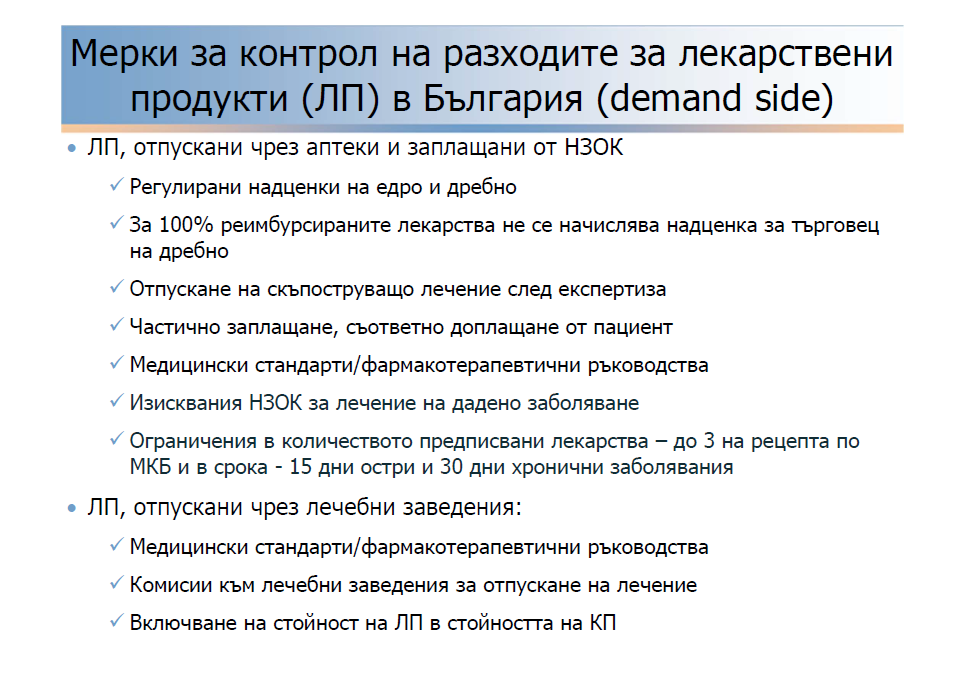 Мерки за контрол на разходите за лекарствени
продукти (ЛП) в България (demand side)
• ЛП, отпускани чрез аптеки и заплащани от НЗОК
✓ Регулирани надценки на едро и дребно
✓ За 100% реимбурсираните лекарства не се начислява надценка за търговец
на дребно
✓ Отпускане на скъпоструващо лечение след експертиза
✓ Частично заплащане, съответно доплащане от пациент
✓ Медицински стандарти/фармакотерапевтични ръководства
✓ Изисквания НЗОК за лечение на дадено заболяване
✓ Ограничения в количеството предписвани лекарства – до 3 на рецепта по
МКБ и в срока - 15 дни остри и 30 дни хронични заболявания
• ЛП, отпускани чрез лечебни заведения:
✓ Медицински стандарти/фармакотерапевтични ръководства
✓ Комисии към лечебни заведения за отпускане на лечение
✓ Включване на стойност на ЛП в стойността на КП